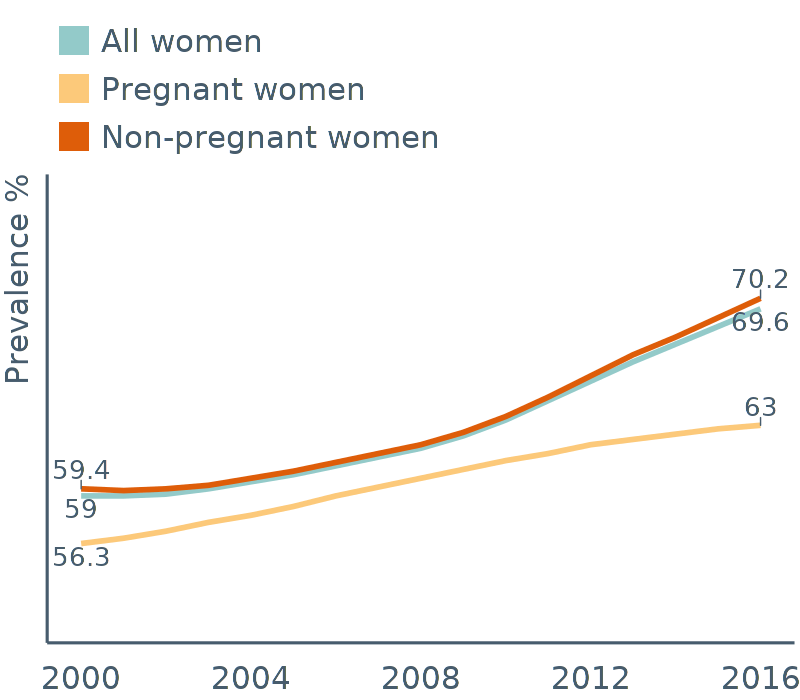 All women
Pregnant women
Non-pregnant women
Prevalence %
70.2
69.6
63
59.4
59
56.3
2000 2004 2008 2012 2016